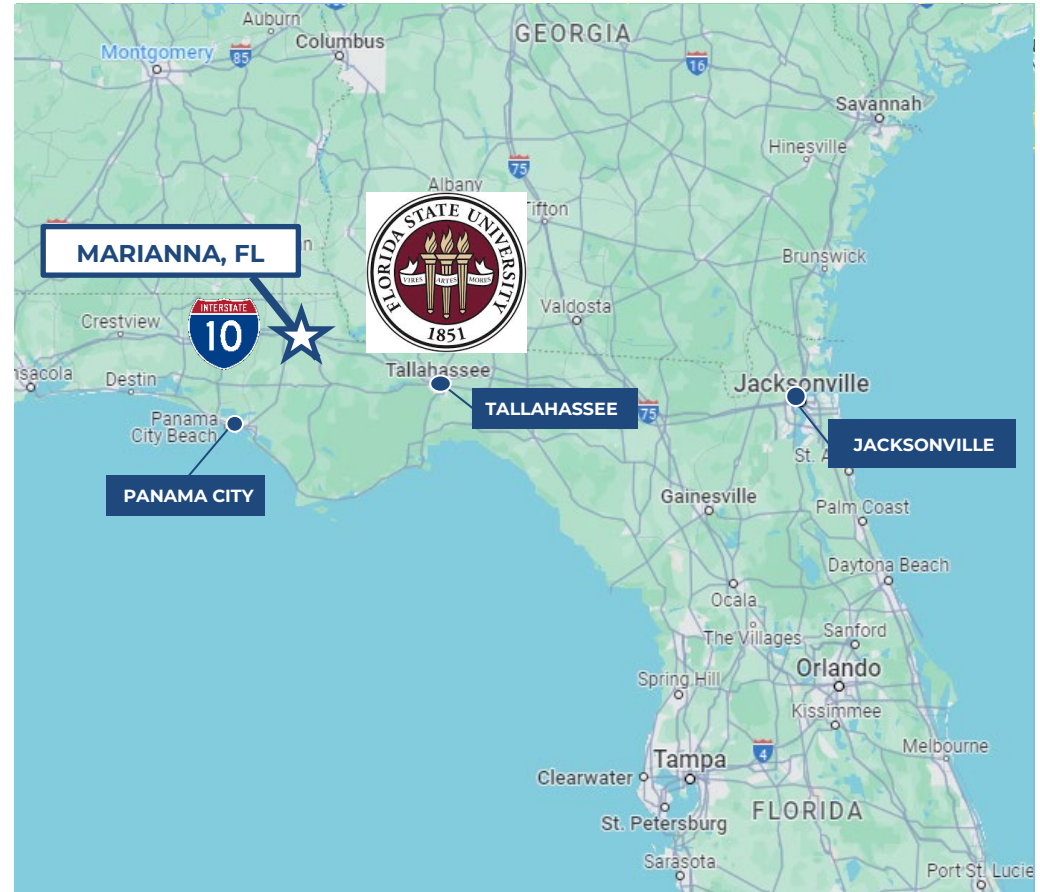 Auburn
GEORGIA
Columbus
Montgomery
85
16
Savannah
Hinesville
75
Albany
Tifton
FLORIDA STATE UNIVERSITY
VIRES ARTES MORES
1851
MARIANNA, FL
Brunswick
INTERSTATE
10
Valdosta
Crestview
Tallahassee
Destin
Jacksonville
TALLAHASSEE
75
Panama
City Beach
JACKSONVILLE
PANAMA CITY
Gainesville
Palm Coast
Daytona Beach
Ocala
The Villages
Sanford
Orlando
Spring Hill
Kissimmee
Melbourne
4
Tampa
Clearwater
FLORIDA
St. Petersburg
Sarasota
Port St. Lucie